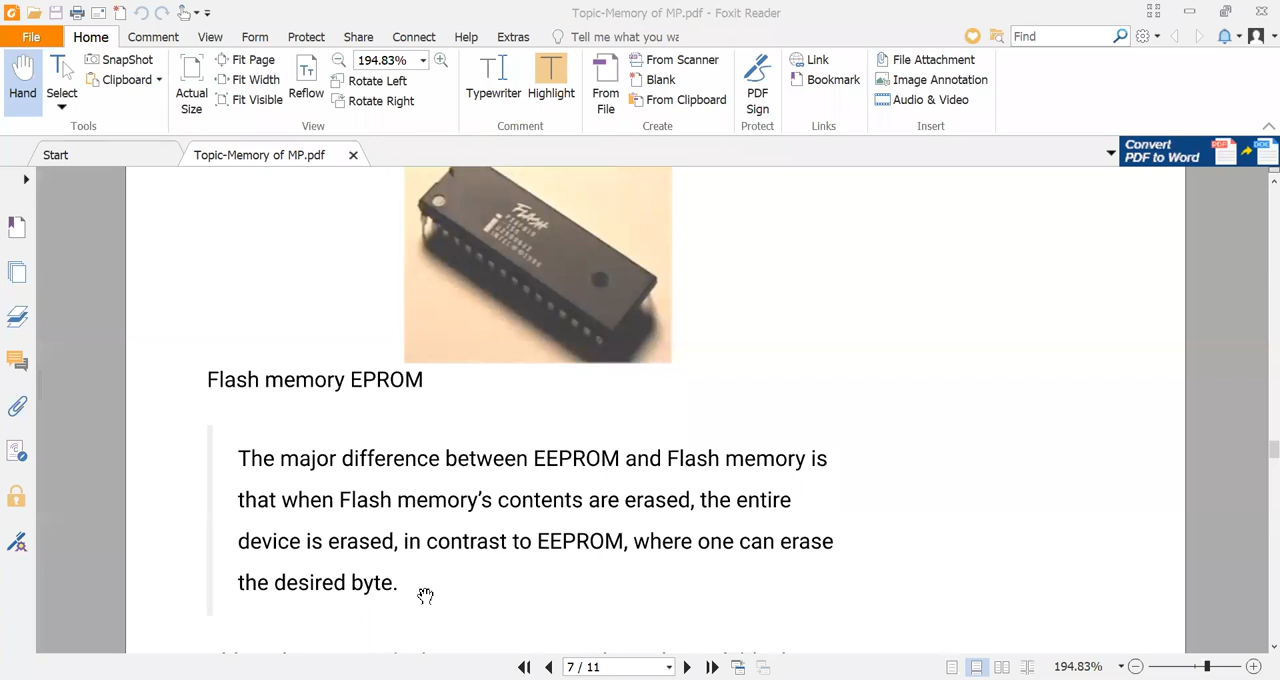 Topic-Memory of MP.pdf - Foxit Reader
File Home Comment View Form Protect Share Connect Help Extras Tell me what you wa Find
Hand Select SnapShot Clipboard
Tools
Actual Size Fit Page Fit Width Fit Visible Reflow 194.83% Rotate Left Rotate Right
View
Typewriter Highlight
Comment
From File From Scanner Blank From Clipboard
Create
PDF Sign
Protect
Link Bookmark
Links
File Attachment Image Annotation Audio & Video
Insert
Start Topic-Memory of MP.pdf
Convert
PDF to Word
FLASH
Flash memory EPROM
The major difference between EEPROM and Flash memory is
that when Flash memory’s contents are erased, the entire
device is erased, in contrast to EEPROM, where one can erase
the desired byte.
7 / 11 194.83%